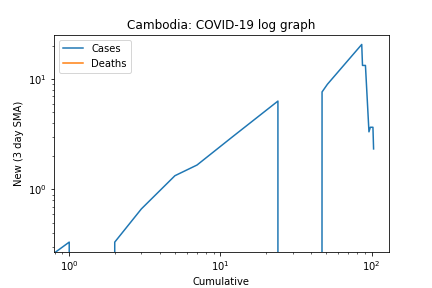 Cambodia: COVID-19 log graph
Cases
Deaths
New (3 day SMA)
10¹
10⁰
10⁰ 10¹ 10²
Cumulative